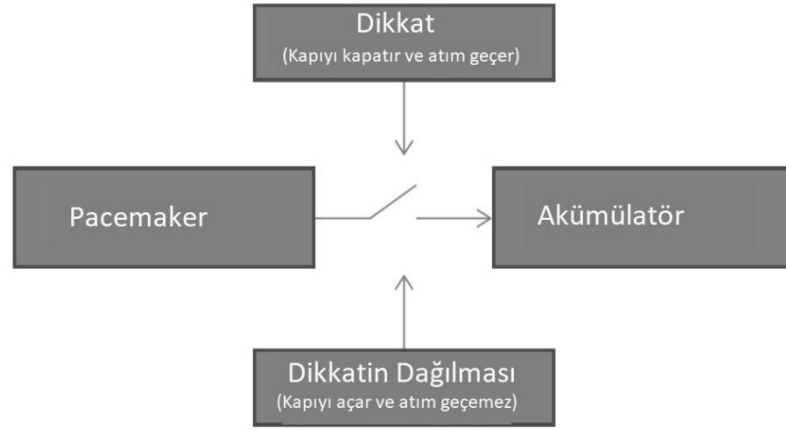 Dikkat
(Kapıyı kapatır ve atım geçer)
Pacemaker
Akümülatör
Dikkatin Dağılması
(Kapıyı açar ve atım geçemez)